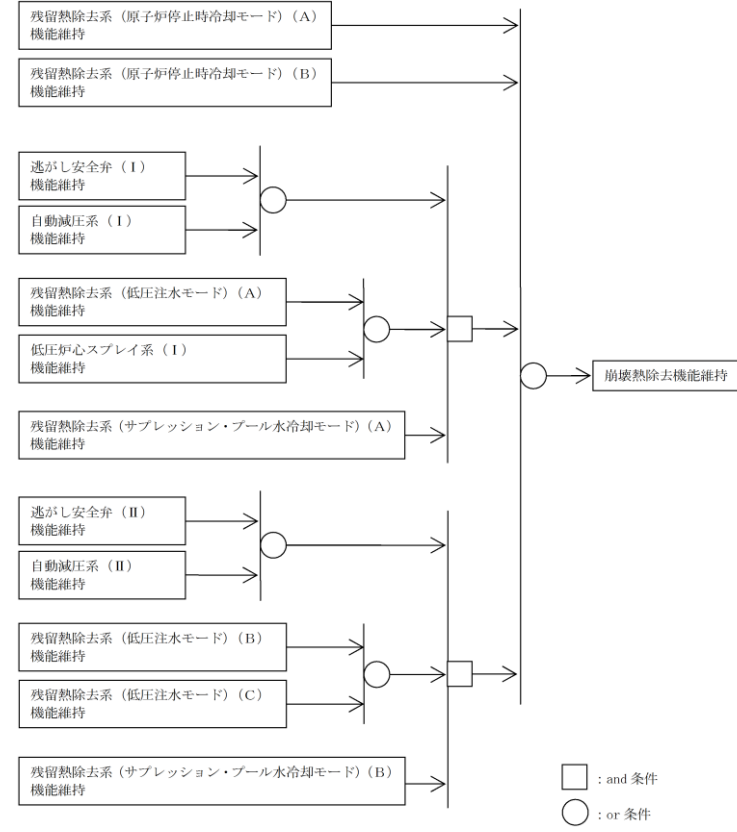 残留熱除去系（原子炉停止時冷却モード）（A）
機能維持
残留熱除去系（原子炉停止時冷却モード）（B）
機能維持
逃がし安全弁（Ⅰ）
機能維持
自動減圧系（Ⅰ）
機能維持
残留熱除去系（低圧注水モード）（A）
機能維持
低圧炉心スプレイ系（Ⅰ）
機能維持
残留熱除去系（サプレッション・プール水冷却モード）（A）
機能維持
崩壊熱除去機能維持
逃がし安全弁（Ⅱ）
機能維持
自動減圧系（Ⅱ）
機能維持
残留熱除去系（低圧注水モード）（B）
機能維持
残留熱除去系（低圧注水モード）（C）
機能維持
残留熱除去系（サプレッション・プール水冷却モード）（B）
機能維持
：and 条件
：or 条件